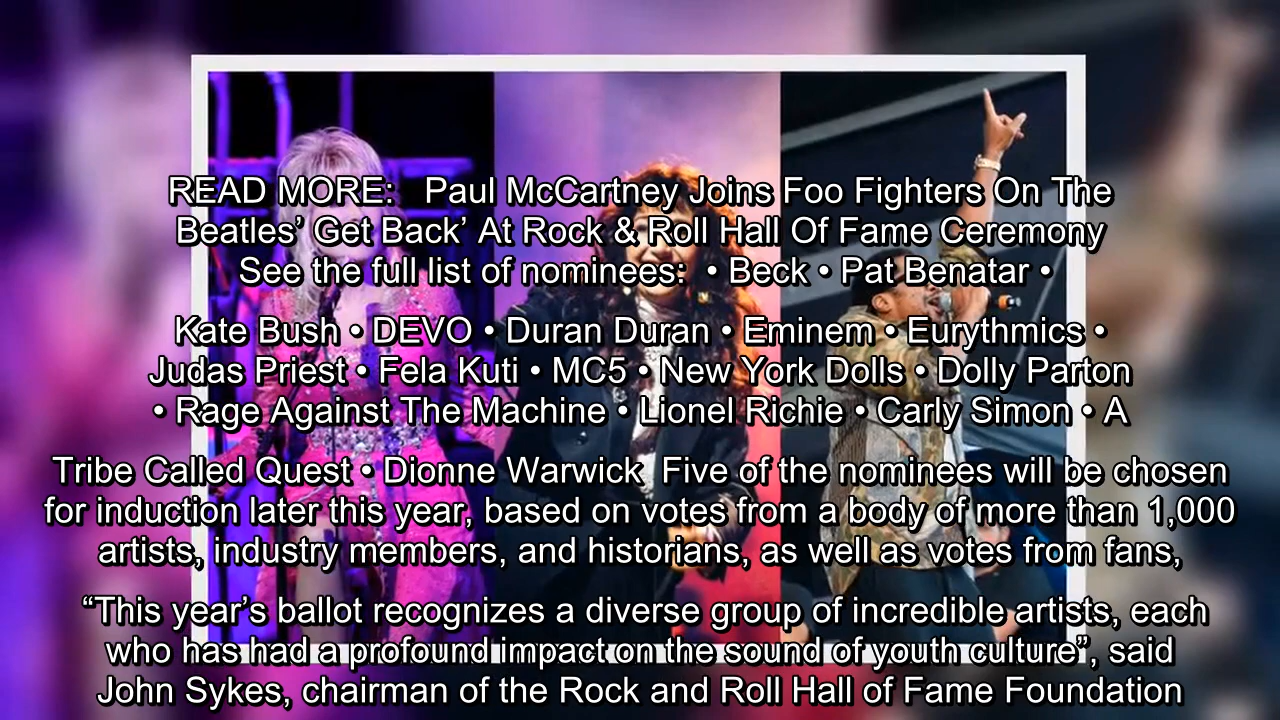 READ MORE:   Paul McCartney Joins Foo Fighters On The
Beatles’ Get Back’ At Rock & Roll Hall Of Fame Ceremony
See the full list of nominees:  • Beck • Pat Benatar •
Kate Bush • DEVO • Duran Duran • Eminem • Eurythmics •
Judas Priest • Fela Kuti • MC5 • New York Dolls • Dolly Parton
• Rage Against The Machine • Lionel Richie • Carly Simon • A
Tribe Called Quest • Dionne Warwick  Five of the nominees will be chosen
for induction later this year, based on votes from a body of more than 1,000
artists, industry members, and historians, as well as votes from fans,
“This year’s ballot recognizes a diverse group of incredible artists, each
who has had a profound impact on the sound of youth culture”, said
John Sykes, chairman of the Rock and Roll Hall of Fame Foundation